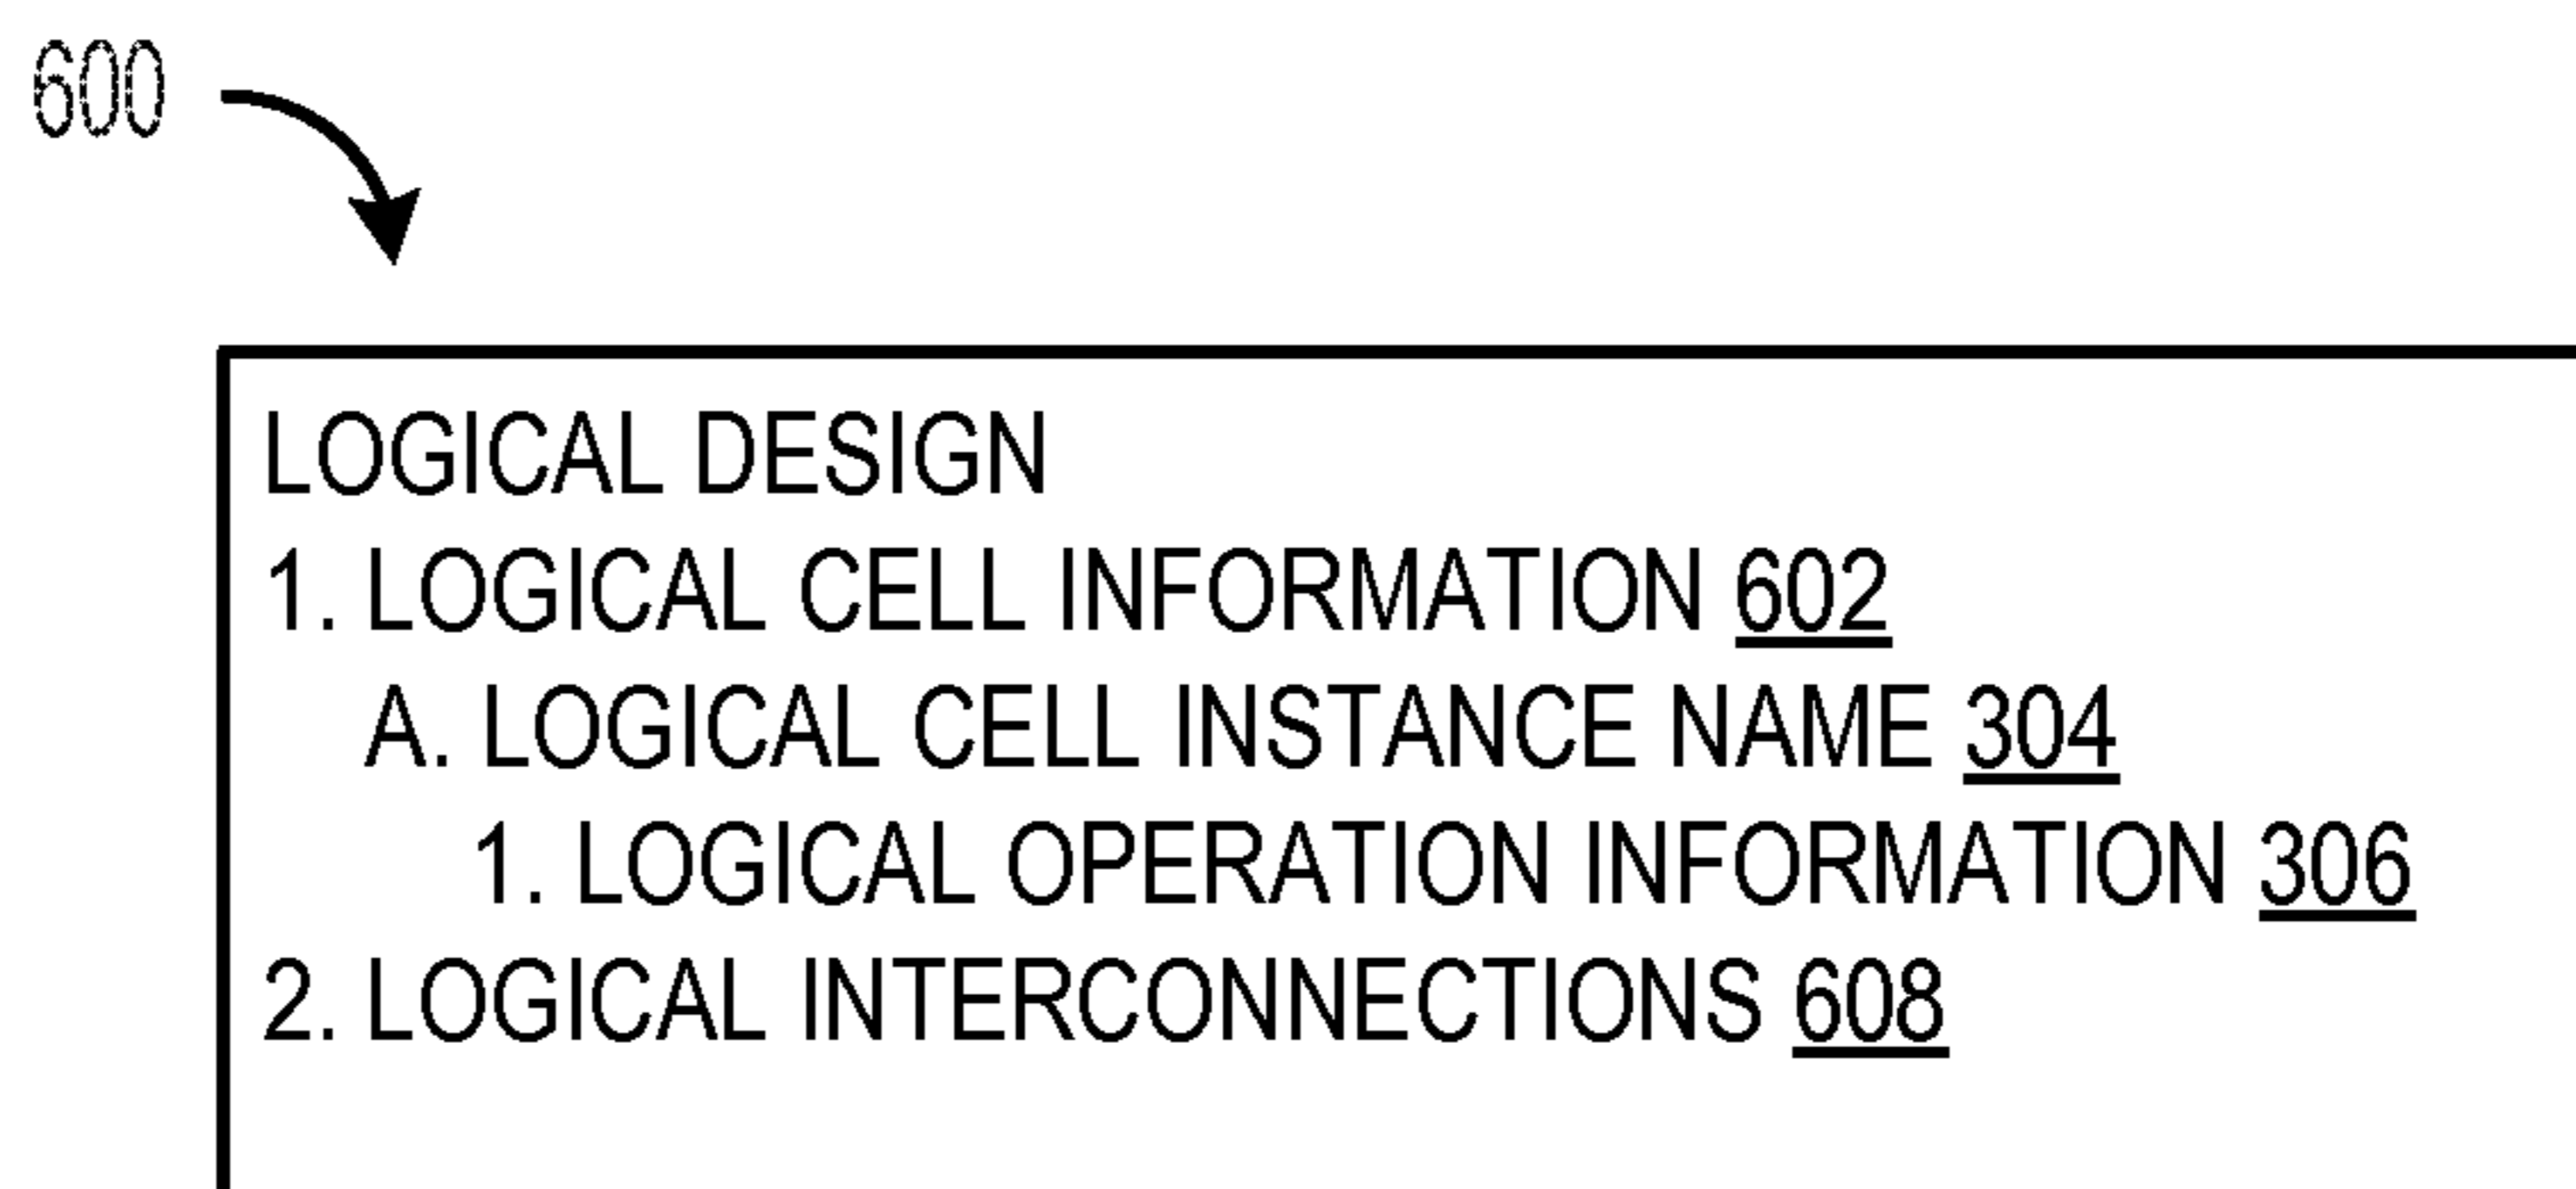 600
LOGICAL DESIGN
1. LOGICAL CELL INFORMATION 602
A. LOGICAL CELL INSTANCE NAME 304
1. LOGICAL OPERATION INFORMATION 306
2. LOGICAL INTERCONNECTIONS 608